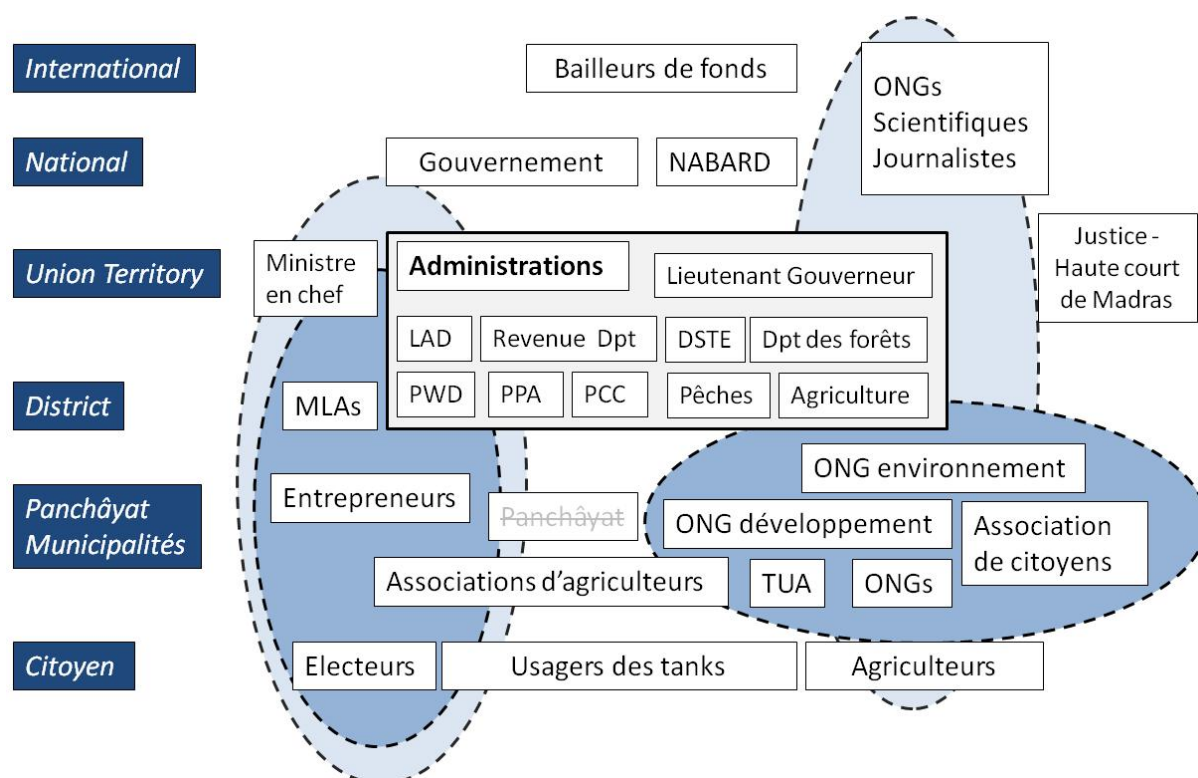 International
Bailleurs de fonds
ONGs
Scientifiques
Journalistes
National
Gouvernement
NABARD
Union Territory
Ministre
en chef
Administrations
Lieutenant Gouverneur
Justice -
Haute court
de Madras
LAD
Revenue Dpt
DSTE
Dpt des forêts
District
MLAs
PWD
PPA
PCC
Pêches
Agriculture
ONG environnement
Panchâyat
Municipalités
Entrepreneurs
Panchâyat
ONG développement
Association
de citoyens
Associations d'agriculteurs
TUA
ONGs
Citoyen
Electeurs
Usagers des tanks
Agriculteurs